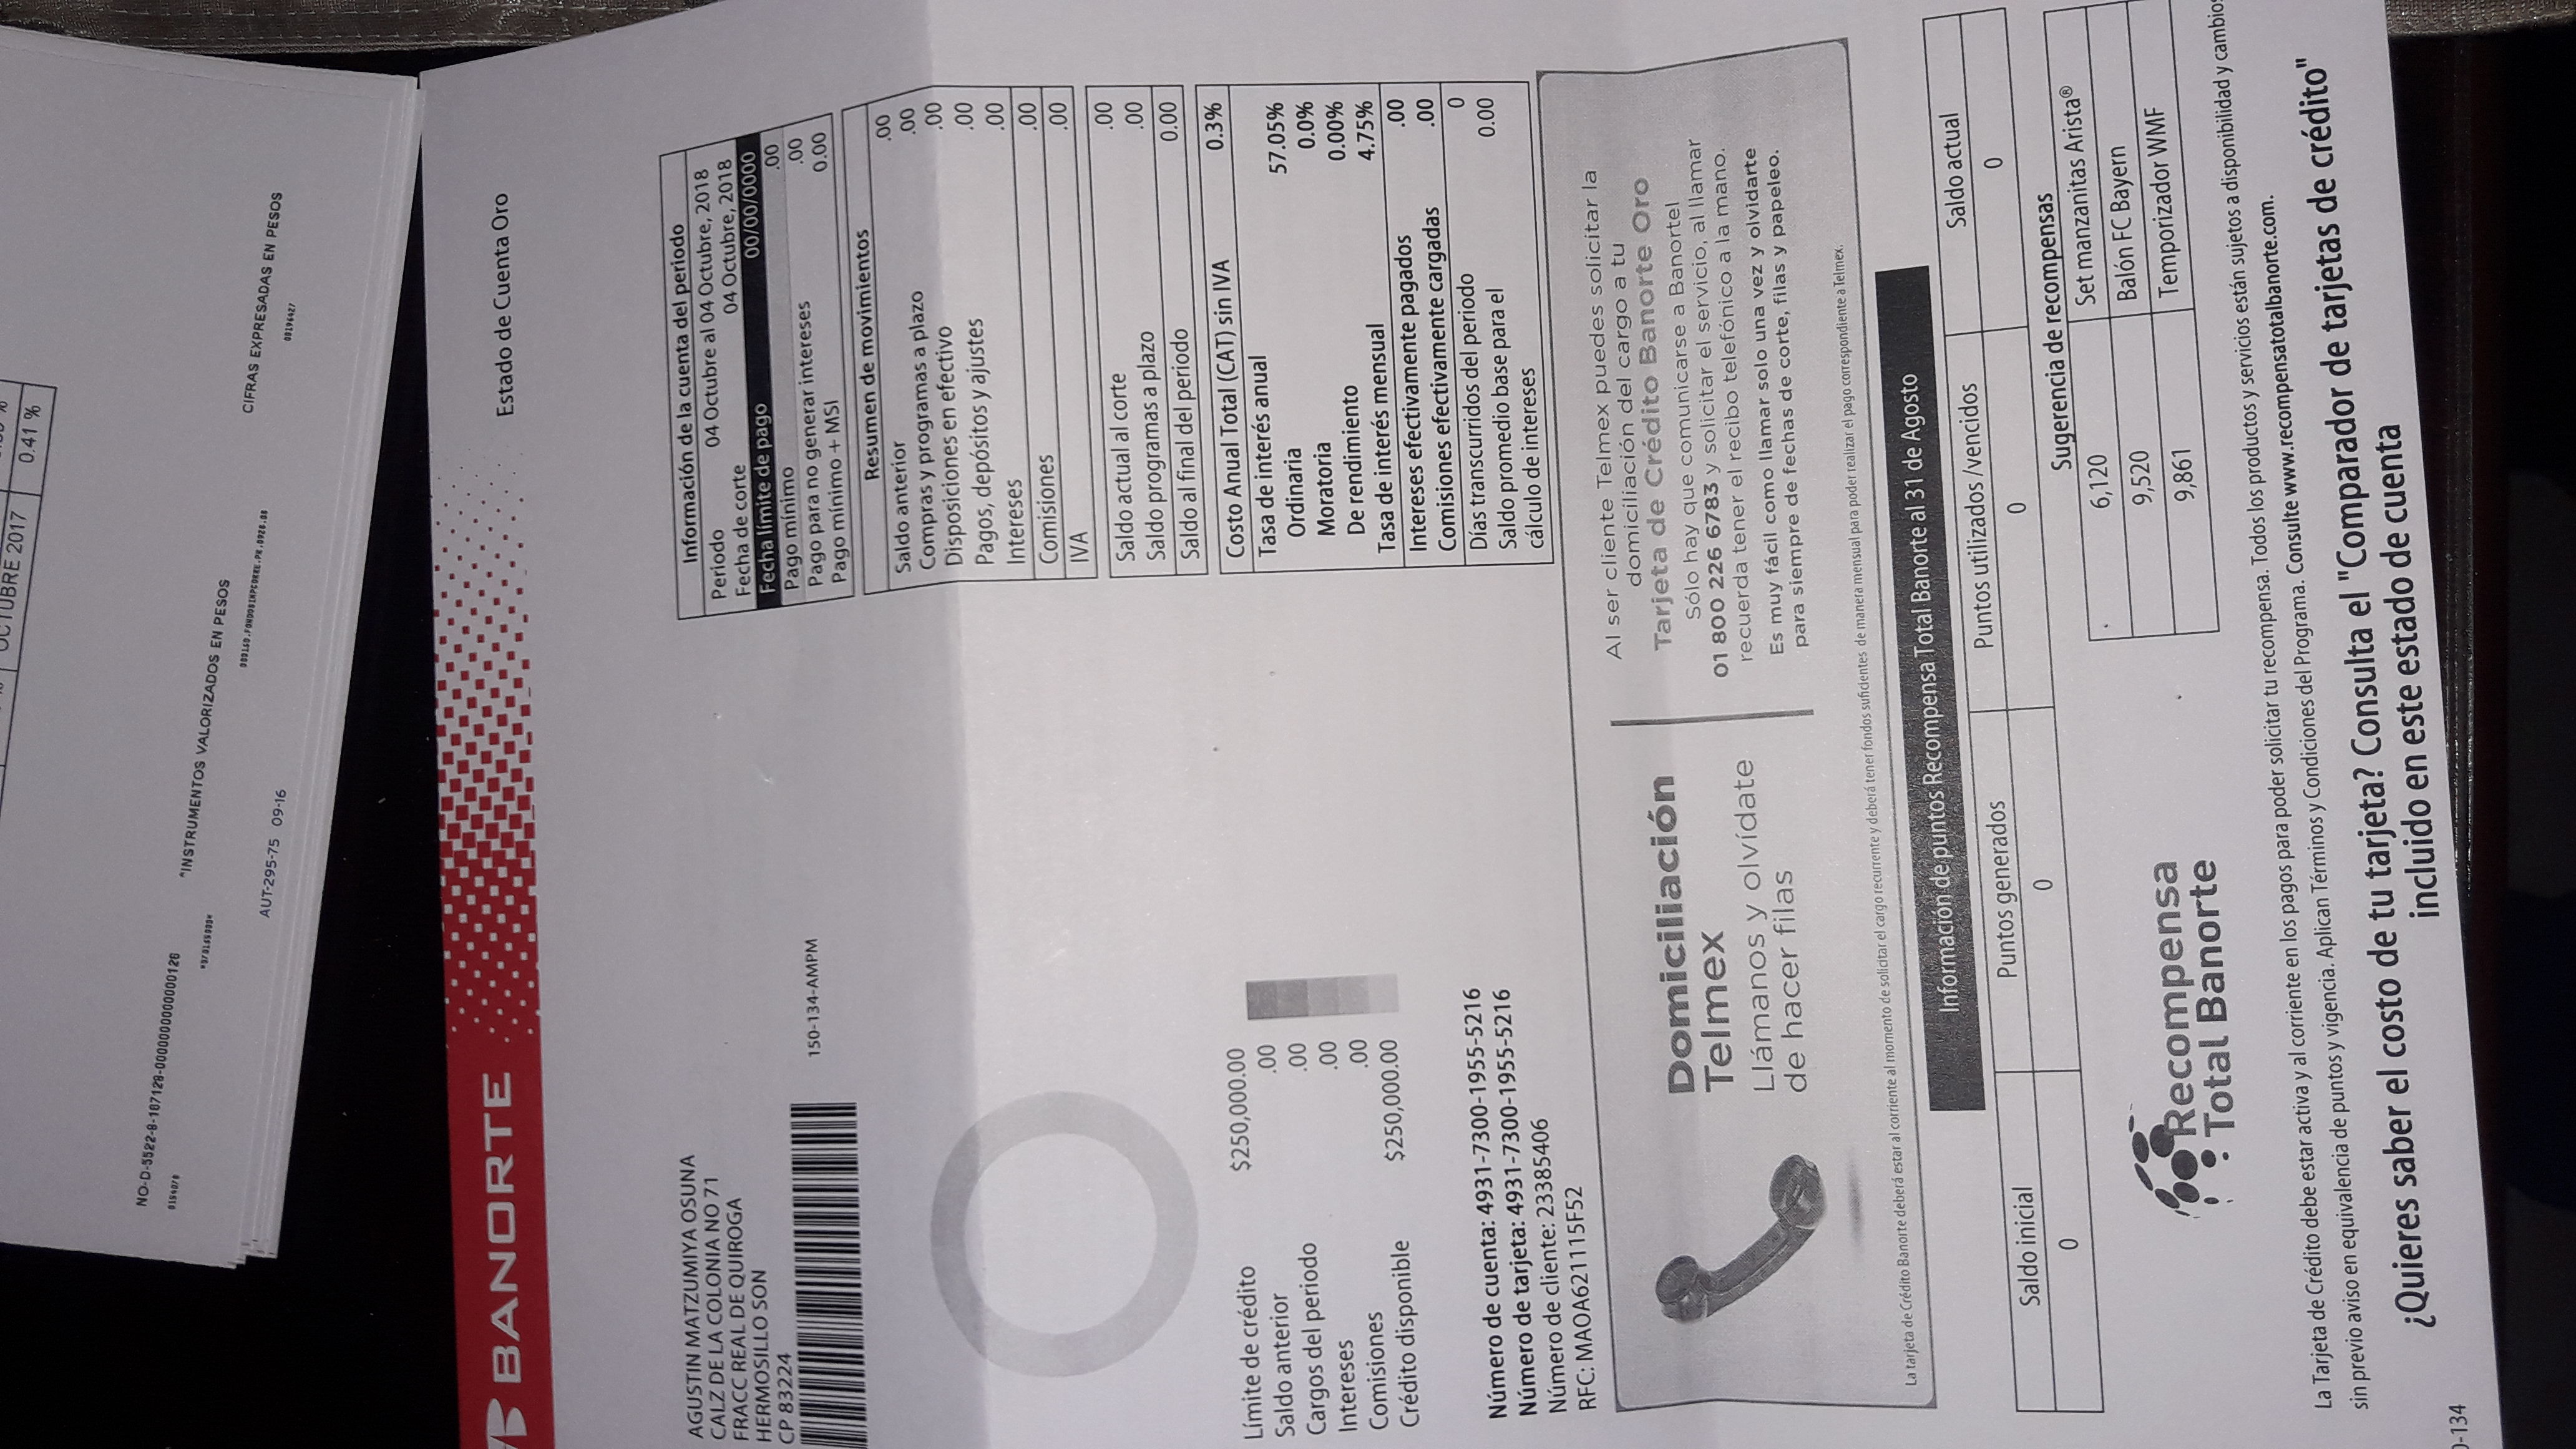 OCTUBRE 2017
0.41 %
NO-D-5522-8-187128-0000000000000126
*INSTRUMENTOS VALORIZADOS EN PESOS
CIFRAS EXPRESADAS EN PESOS
00196427
AUT-295-75 09-16
BANORTE
Estado de Cuenta Oro
AGUSTIN MATZUMIYA OSUNA
CALZ DE LA COLONIA NO 71
FRACC REAL DE QUIROGA
HERMOSILLO SON
CP 83224
150-134-AMPM
Información de la cuenta del periodo
Periodo 04 Octubre al 04 Octubre, 2018
Fecha de corte 04 Octubre, 2018
Fecha límite de pago 00/00/0000
Pago mínimo .00
Pago para no generar intereses .00
Pago mínimo + MSI 0.00
Resumen de movimientos
Saldo anterior .00
Compras y programas a plazo .00
Disposiciones en efectivo .00
Pagos, depósitos y ajustes .00
Intereses .00
Comisiones .00
IVA .00
Saldo actual al corte .00
Saldo programas a plazo .00
Saldo al final del periodo 0.00
Costo Anual Total (CAT) sin IVA 0.3%
Tasa de interés anual
Ordinaria 57.05%
Moratoria 0.0%
De rendimiento 0.00%
Tasa de interés mensual 4.75%
Intereses efectivamente pagados .00
Comisiones efectivamente cargadas .00
Días transcurridos del periodo 0
Saldo promedio base para el 0.00
cálculo de intereses
Límite de crédito $250,000.00
Saldo anterior .00
Cargos del periodo .00
Intereses .00
Comisiones .00
Crédito disponible $250,000.00
Número de cuenta: 4931-7300-1955-5216
Número de tarjeta: 4931-7300-1955-5216
Número de cliente: 23385406
RFC: MAOA621115F52
Domiciliación
Telmex
Llámanos y olvídate
de hacer filas
Al ser cliente Telmex puedes solicitar la
domiciliación del cargo a tu
Tarjeta de Crédito Banorte Oro
Sólo hay que comunicarse a Banortel
01 800 226 6783 y solicitar el servicio, al llamar
recuerda tener el recibo telefónico a la mano.
Es muy fácil como llamar solo una vez y olvidarte
para siempre de fechas de corte, filas y papeleo.
La tarjeta de Crédito Banorte deberá estar al corriente al momento de solicitar el cargo recurrente y deberá tener fondos suficientes de manera mensual para poder realizar el pago correspondiente a Telmex.
Información de puntos Recompensa Total Banorte al 31 de Agosto
Saldo inicial Puntos generados Puntos utilizados /vencidos Saldo actual
0 0 0 0
Sugerencia de recompensas
6,120 Set manzanitas Arista®
9,520 Balón FC Bayern
9,861 Temporizador WMF
Recompensa
Total Banorte
La Tarjeta de Crédito debe estar activa y al corriente en los pagos para poder solicitar tu recompensa. Todos los productos y servicios están sujetos a disponibilidad y cambios
sin previo aviso en equivalencia de puntos y vigencia. Aplican Términos y Condiciones del Programa. Consulte www.recompensatotalbanorte.com.
¿Quieres saber el costo de tu tarjeta? Consulta el "Comparador de tarjetas de crédito"
incluido en este estado de cuenta
0-134